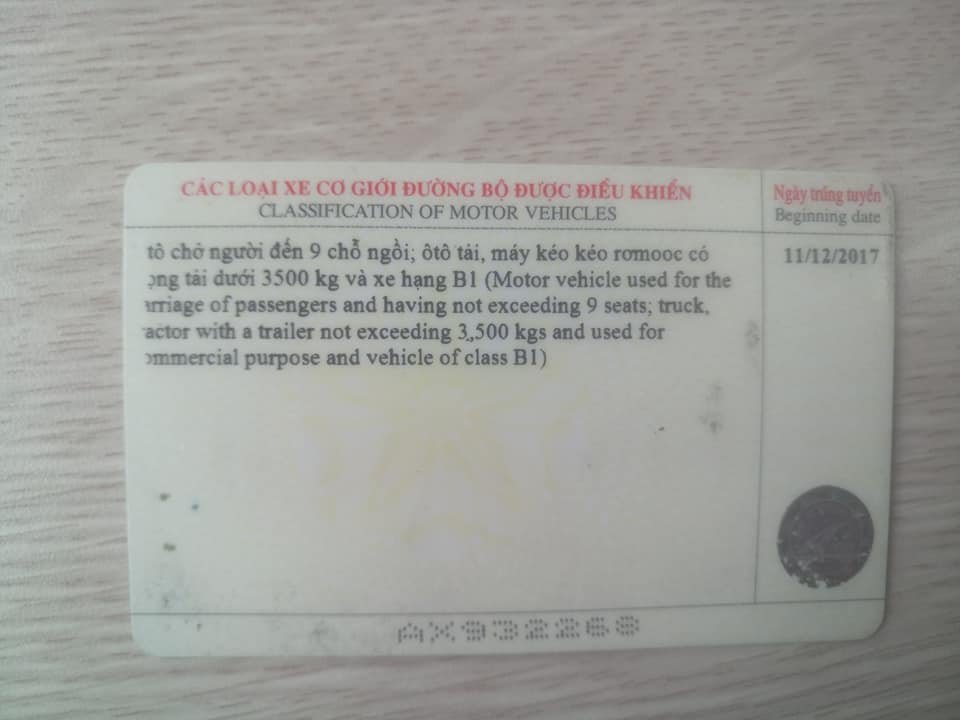 CÁC LOẠI XE CƠ GIỚI ĐƯỜNG BỘ ĐƯỢC ĐIỀU KHIỂN
CLASSIFICATION OF MOTOR VEHICLES
Ngày trúng tuyển
Beginning date
tô chở người đến 9 chỗ ngồi; ôtô tải, máy kéo kéo rơmooc có
ọng tải dưới 3500 kg và xe hạng B1 (Motor vehicle used for the
arriage of passengers and having not exceeding 9 seats; truck,
actor with a trailer not exceeding 3,,500 kgs and used for
ommercial purpose and vehicle of class B1)
11/12/2017
AX932268